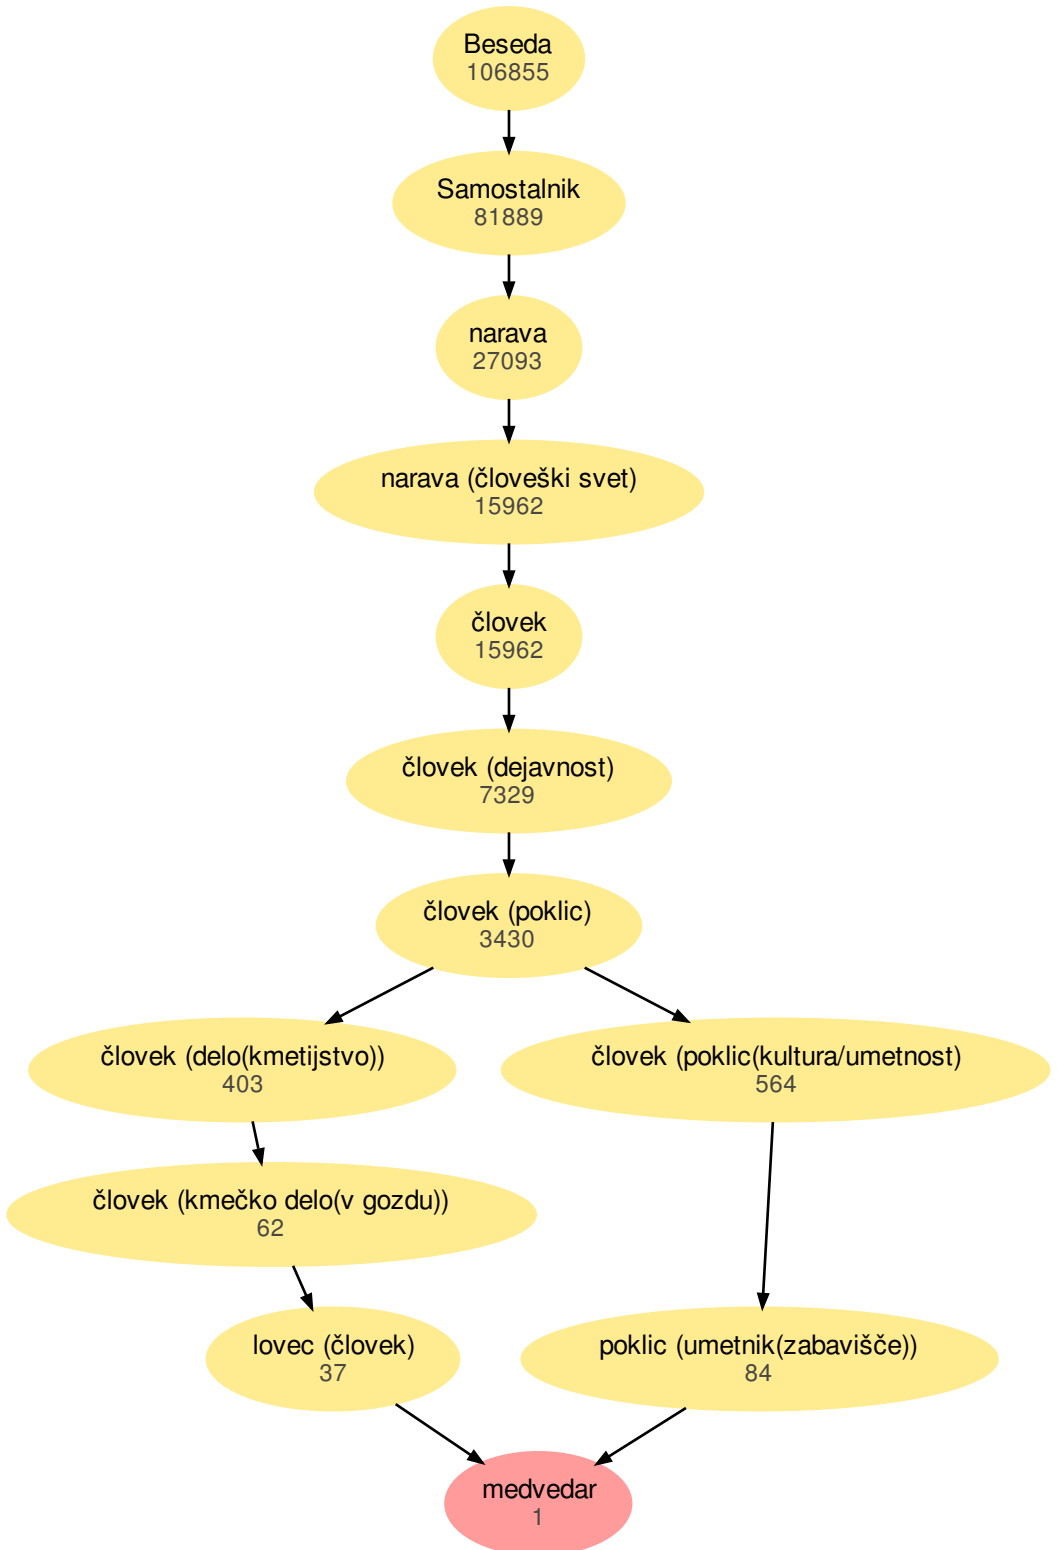 Beseda
106855
Samostalnik
81889
narava
27093
narava (človeški svet)
15962
človek
15962
človek (dejavnost)
7329
človek (poklic)
3430
človek (delo(kmetijstvo))
403
človek (poklic(kultura/umetnost)
564
človek (kmečko delo(v gozdu))
62
lovec (človek)
37
poklic (umetnik(zabavišče))
84
medvedar
1